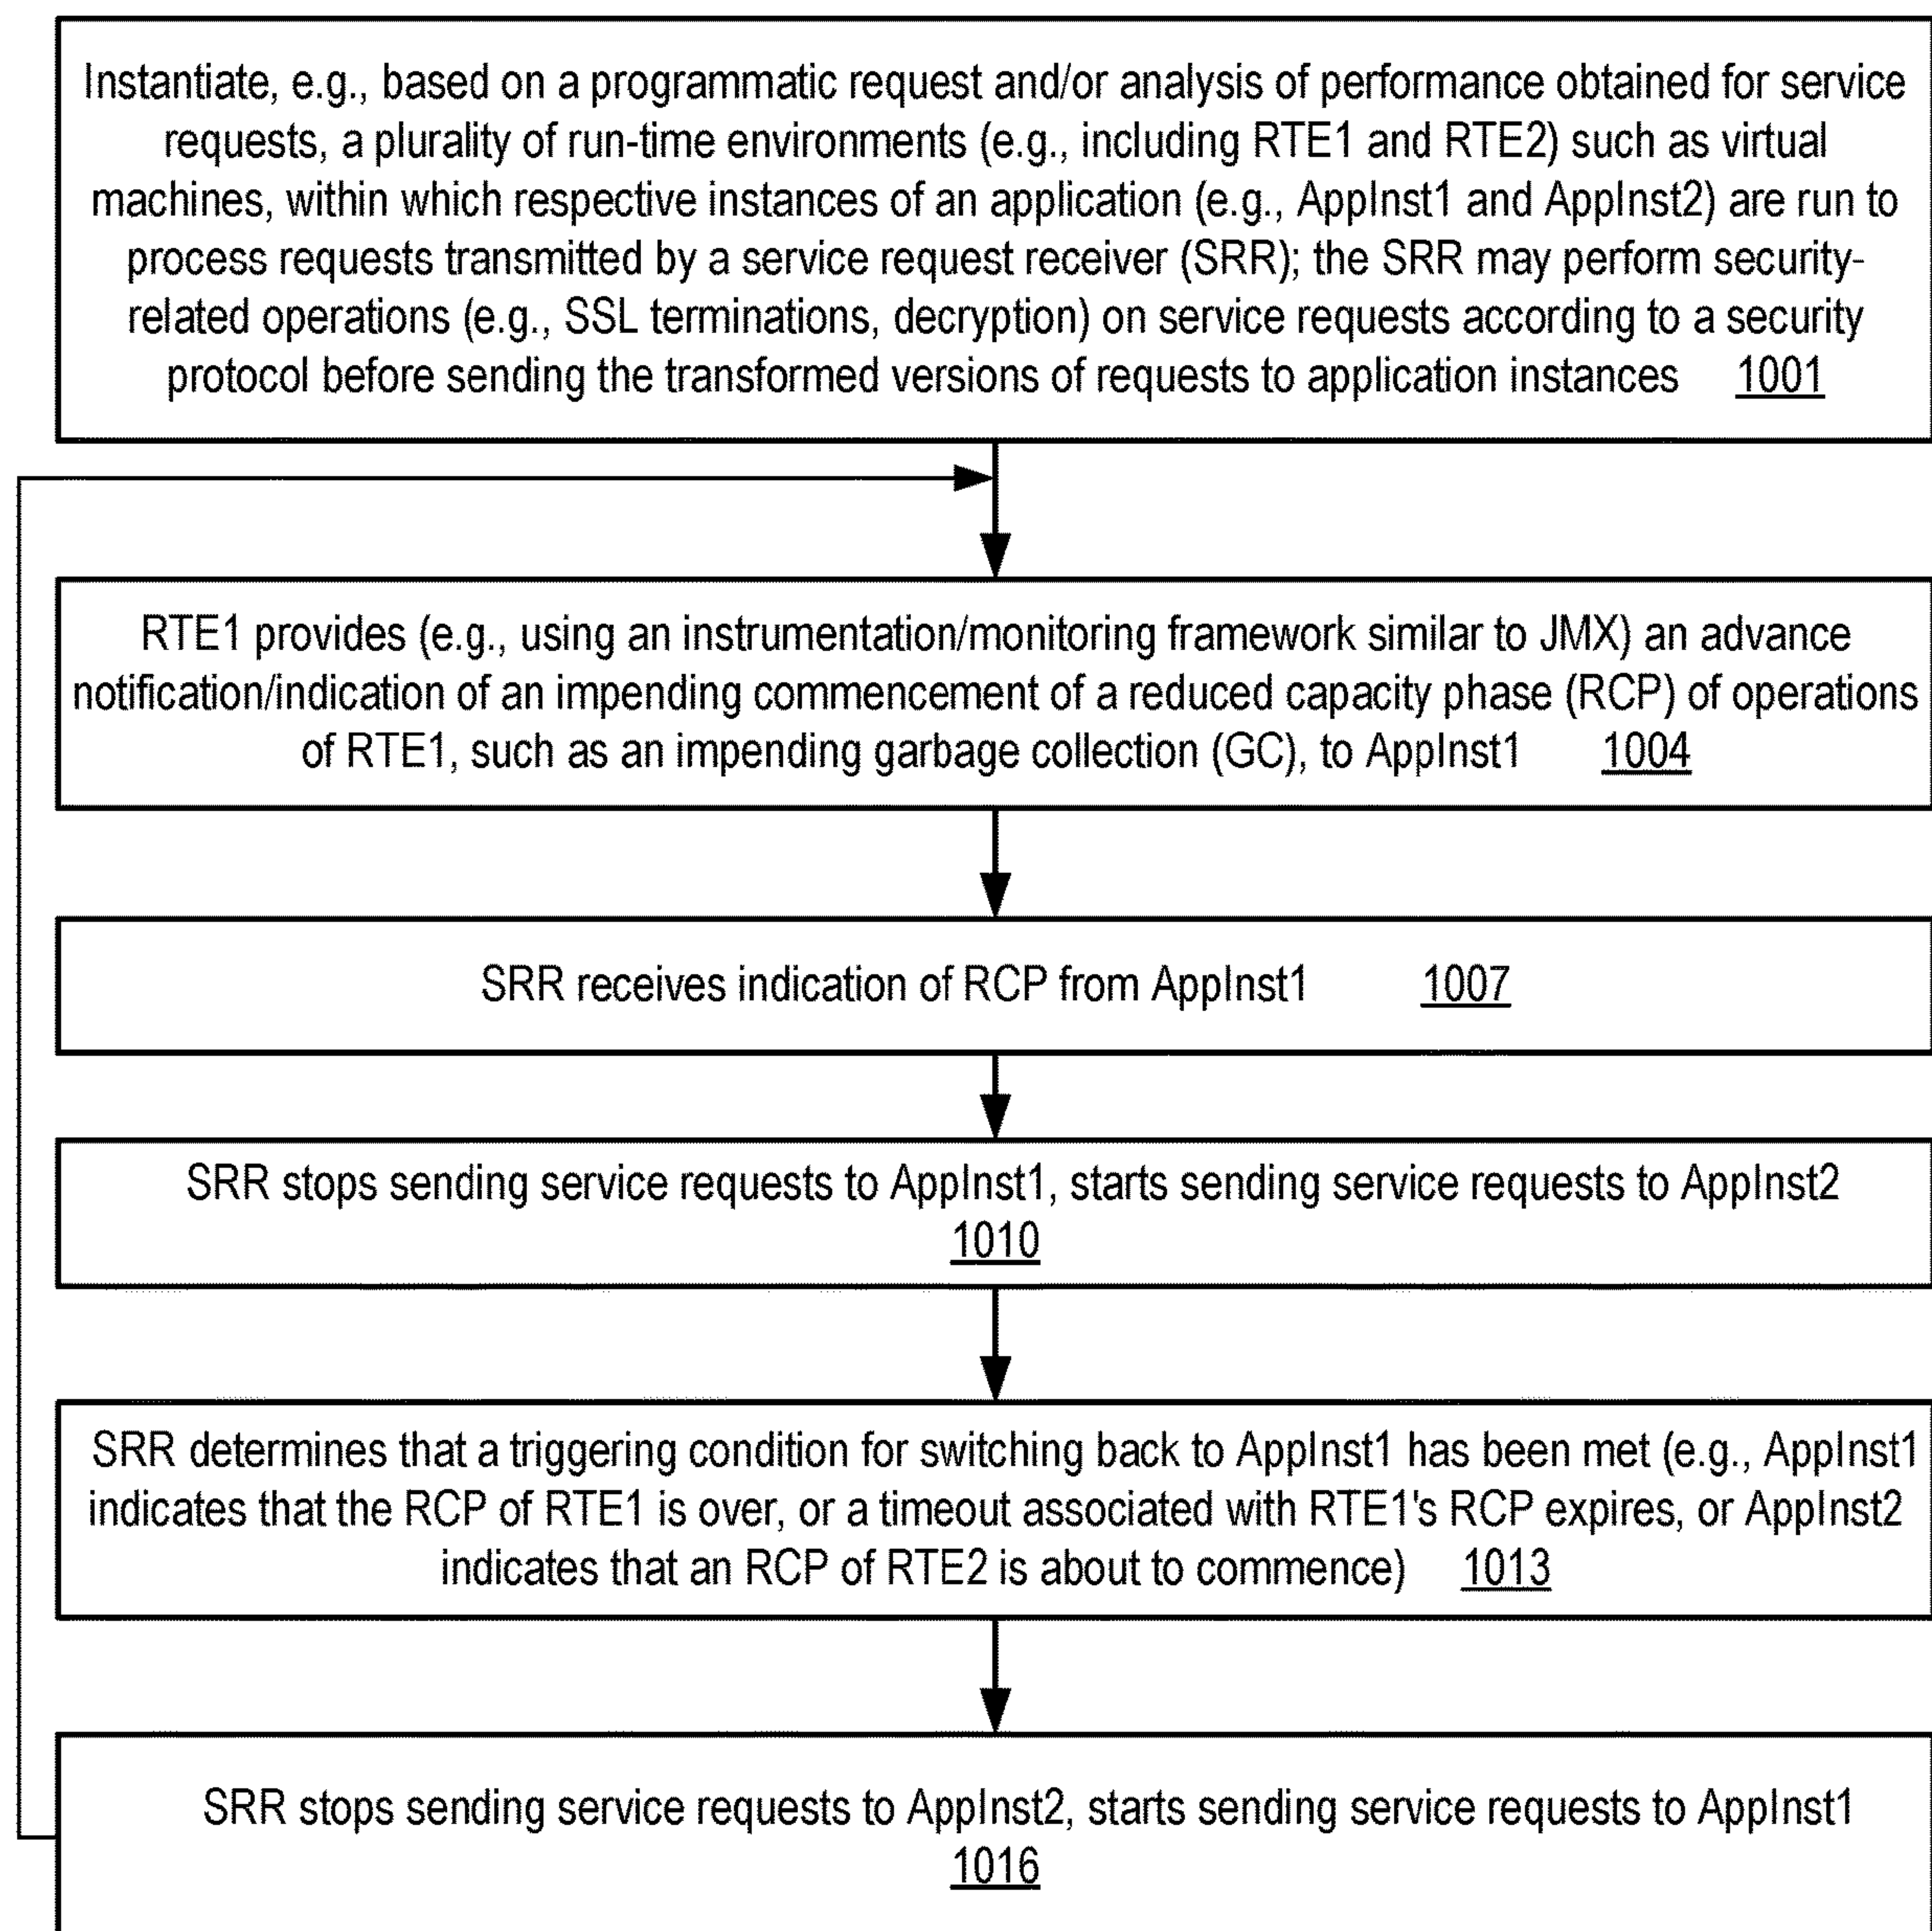 Instantiate, e.g., based on a programmatic request and/or analysis of performance obtained for service
requests, a plurality of run-time environments (e.g., including RTE1 and RTE2) such as virtual
machines, within which respective instances of an application (e.g., AppInst1 and AppInst2) are run to
process requests transmitted by a service request receiver (SRR); the SRR may perform security-
related operations (e.g., SSL terminations, decryption) on service requests according to a security
protocol before sending the transformed versions of requests to application instances 1001
RTE1 provides (e.g., using an instrumentation/monitoring framework similar to JMX) an advance
notification/indication of an impending commencement of a reduced capacity phase (RCP) of operations
of RTE1, such as an impending garbage collection (GC), to AppInst1 1004
SRR receives indication of RCP from AppInst1 1007
SRR stops sending service requests to AppInst1, starts sending service requests to AppInst2
1010
SRR determines that a triggering condition for switching back to AppInst1 has been met (e.g., AppInst1
indicates that the RCP of RTE1 is over, or a timeout associated with RTE1's RCP expires, or AppInst2
indicates that an RCP of RTE2 is about to commence) 1013
SRR stops sending service requests to AppInst2, starts sending service requests to AppInst1
1016